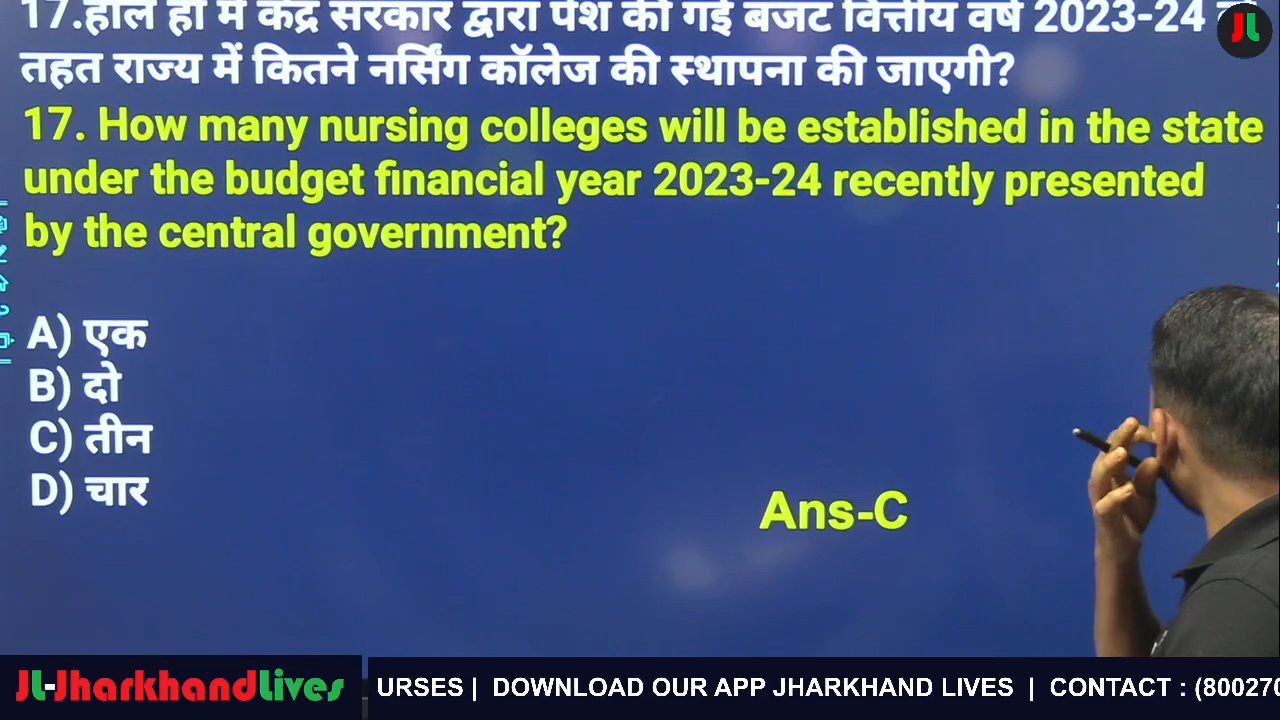 17.हाल ही में केंद्र सरकार द्वारा पेश की गई बजट वित्तीय वर्ष 2023-24
तहत राज्य में कितने नर्सिंग कॉलेज की स्थापना की जाएगी?
17. How many nursing colleges will be established in the state
under the budget financial year 2023-24 recently presented
by the central government?
A) एक
B) दो
C) तीन
D) चार
Ans-C
JL
JL-JharkhandLives
URSES | DOWNLOAD OUR APP JHARKHAND LIVES | CONTACT : (800270